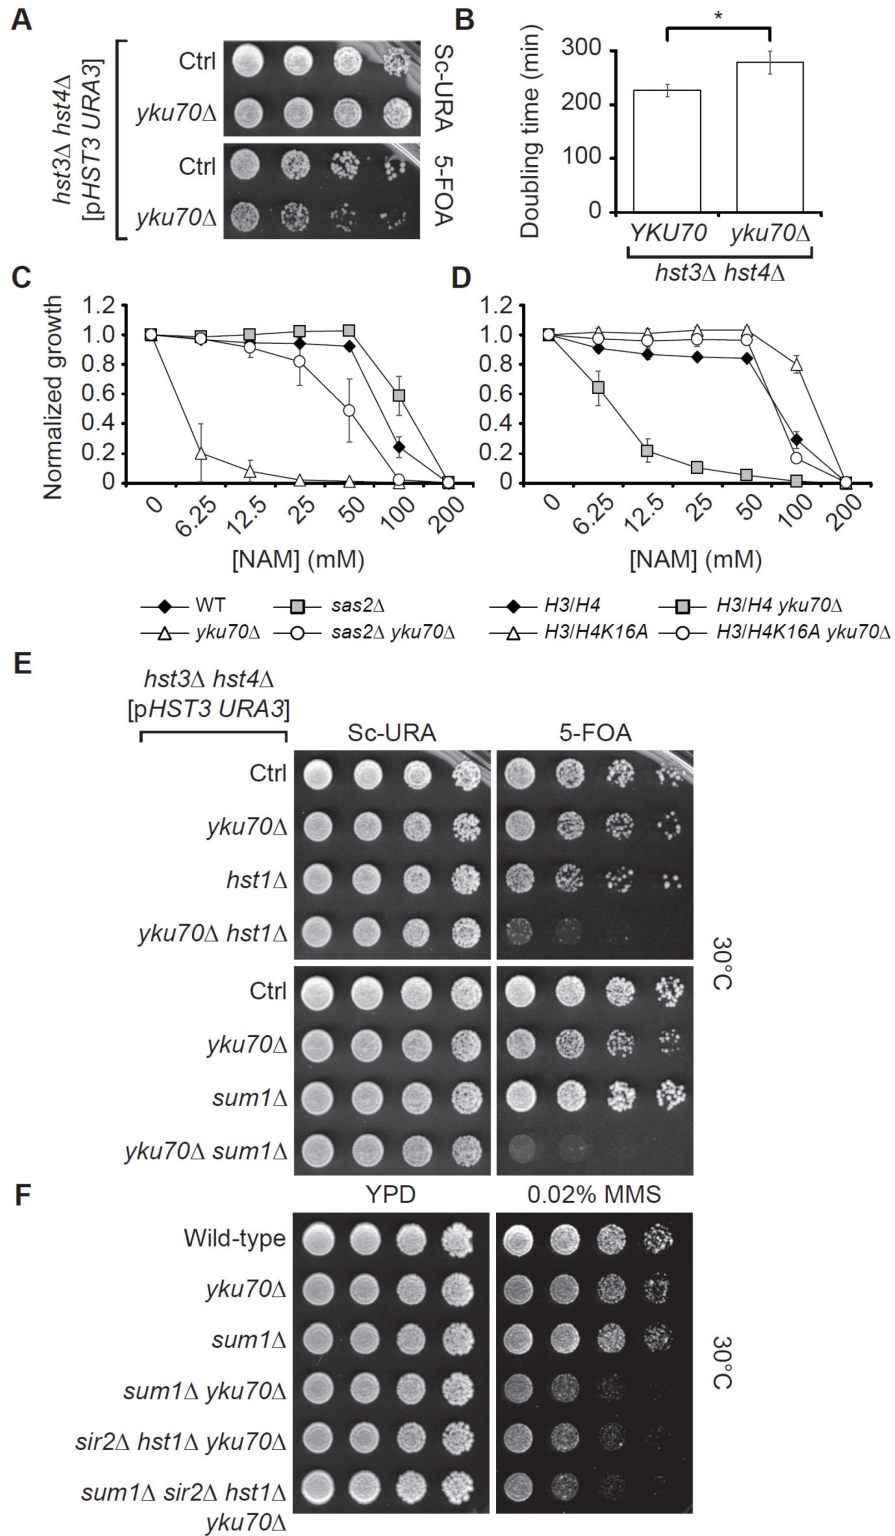 A
hst3Δ hst4Δ
[pHST3 URA3]
Ctrl
yku70Δ
Sc-URA
Ctrl
yku70Δ
5-FOA
B
*
Doubling time (min)
300
200
100
0
YKU70 yku70Δ
hst3Δ hst4Δ
C
Normalized growth
1.2
1.0
0.8
0.6
0.4
0.2
0
0 6.25 12.5 25 50 100 200
[NAM] (mM)
WT
sas2Δ
yku70Δ
sas2Δ yku70Δ
D
1.2
1.0
0.8
0.6
0.4
0.2
0
0 6.25 12.5 25 50 100 200
[NAM] (mM)
H3/H4
H3/H4 yku70Δ
H3/H4K16A
H3/H4K16A yku70Δ
E
hst3Δ hst4Δ
[pHST3 URA3]
Sc-URA 5-FOA
Ctrl
yku70Δ
hst1Δ
yku70Δ hst1Δ
Ctrl
yku70Δ
sum1Δ
yku70Δ sum1Δ
30°C
F
YPD 0.02% MMS
Wild-type
yku70Δ
sum1Δ
sum1Δ yku70Δ
sir2Δ hst1Δ yku70Δ
sum1Δ sir2Δ hst1Δ
yku70Δ
30°C